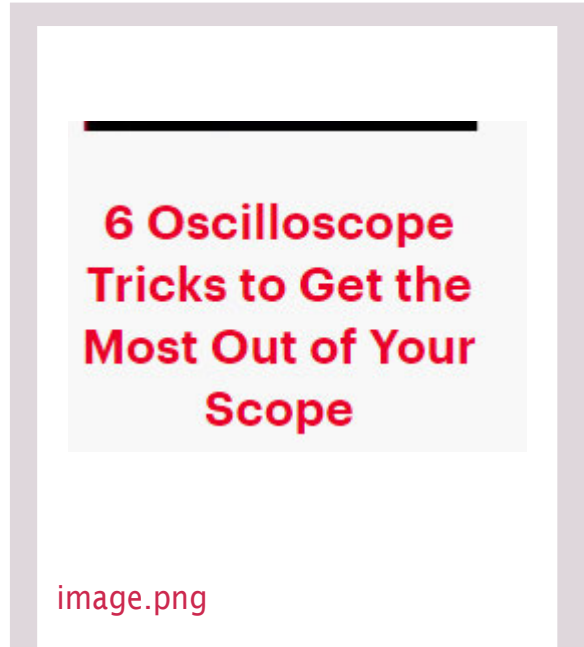 6 Oscilloscope
Tricks to Get the
Most Out of Your
Scope
image.png